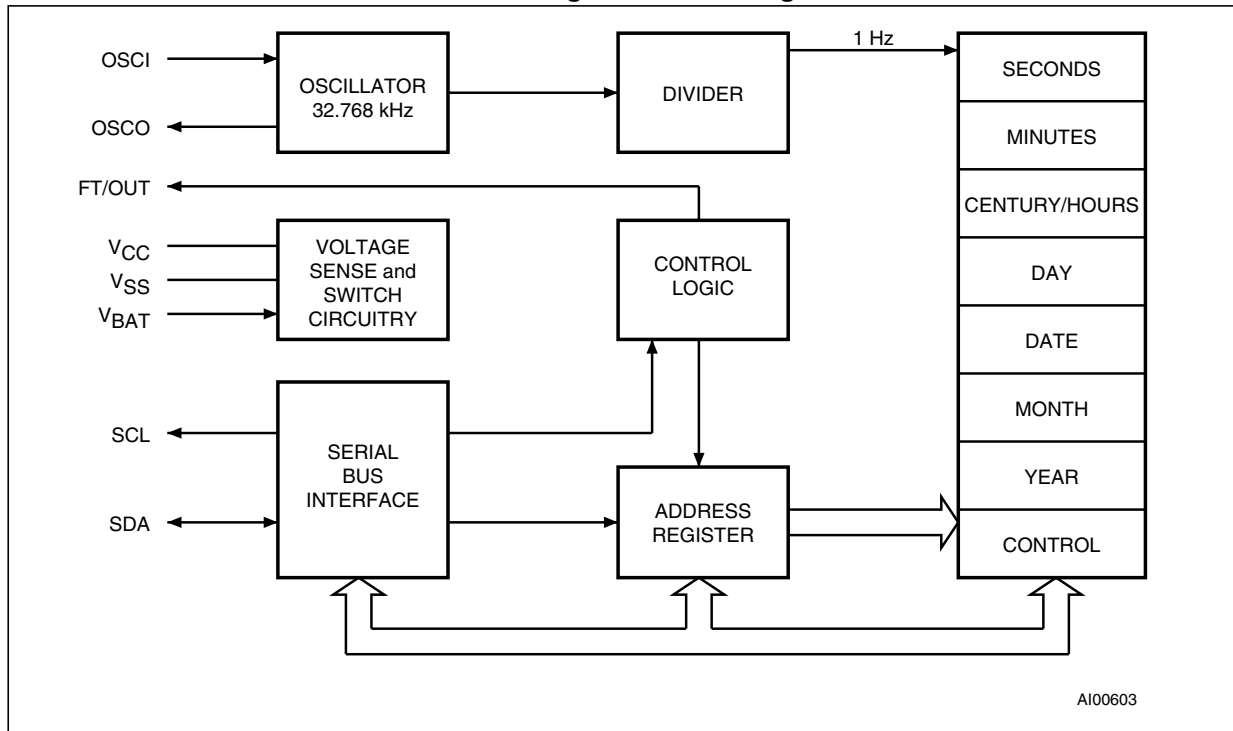 OSCI
OSCO
FT/OUT
VCC
VSS
VBAT
SCL
SDA
OSCILLATOR
32.768 kHz
DIVIDER
1 Hz
VOLTAGE
SENSE and
SWITCH
CIRCUITRY
CONTROL
LOGIC
SERIAL
BUS
INTERFACE
ADDRESS
REGISTER
SECONDS
MINUTES
CENTURY/HOURS
DAY
DATE
MONTH
YEAR
CONTROL
AI00603